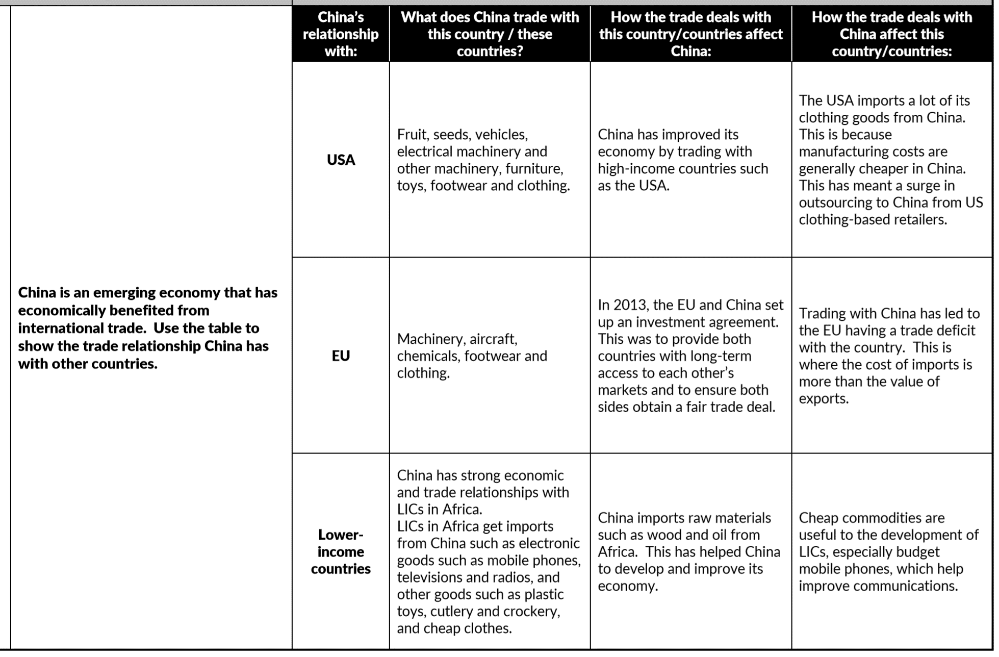 China's
relationship
with:
What does China trade with
this country / these
countries?
How the trade deals with
this country/countries affect
China:
How the trade deals with
China affect this
country/countries:
China is an emerging economy that has
economically benefited from
international trade.  Use the table to
show the trade relationship China has
with other countries.
USA
Fruit, seeds, vehicles,
electrical machinery and
other machinery, furniture,
toys, footwear and clothing.
China has improved its
economy by trading with
high-income countries such
as the USA.
The USA imports a lot of its
clothing goods from China.
This is because
manufacturing costs are
generally cheaper in China.
This has meant a surge in
outsourcing to China from US
clothing-based retailers.
EU
Machinery, aircraft,
chemicals, footwear and
clothing.
In 2013, the EU and China set
up an investment agreement.
This was to provide both
countries with long-term
access to each other’s
markets and to ensure both
sides obtain a fair trade deal.
Trading with China has led to
the EU having a trade deficit
with the country.  This is
where the cost of imports is
more than the value of
exports.
Lower-
income
countries
China has strong economic
and trade relationships with
LICs in Africa.
LICs in Africa get imports
from China such as electronic
goods such as mobile phones,
televisions and radios, and
other goods such as plastic
toys, cutlery and crockery,
and cheap clothes.
China imports raw materials
such as wood and oil from
Africa.  This has helped China
to develop and improve its
economy.
Cheap commodities are
useful to the development of
LICs, especially budget
mobile phones, which help
improve communications.